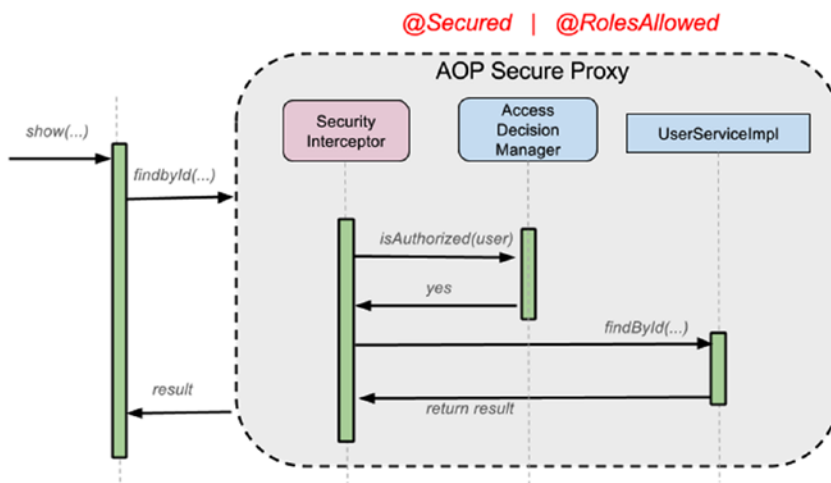 @Secured | @RolesAllowed
AOP Secure Proxy
Security
Interceptor
Access
Decision
Manager
UserServiceImpl
show(...)
findbyId(...)
isAuthorized(user)
yes
findById(...)
result
return result